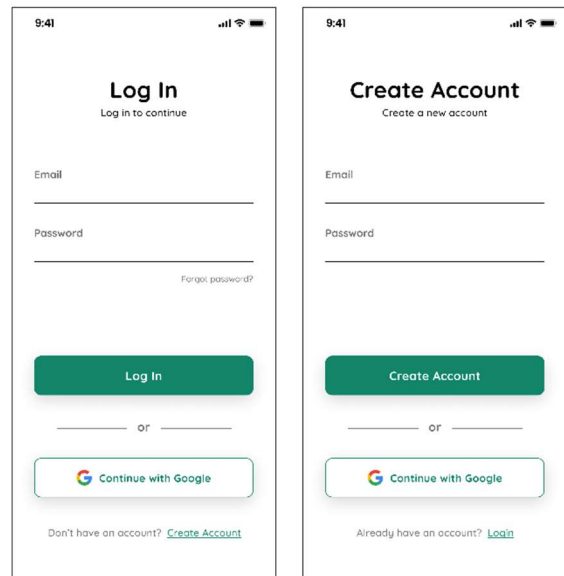 9:41
Log In
Log in to continue
Email
Password
Forgot password?
Log In
or
Continue with Google
Don't have an account? Create Account
9:41
Create Account
Create a new account
Email
Password
Create Account
or
Continue with Google
Already have an account? Login